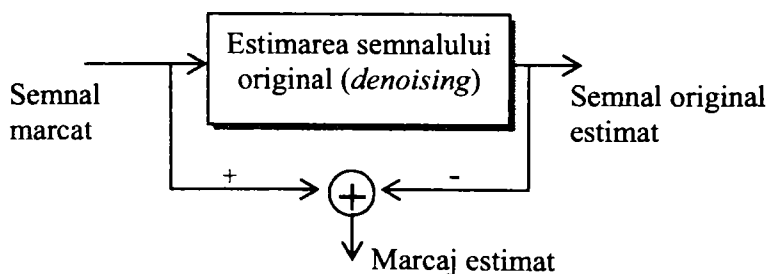 Estimarea semnalului
original (denoising)
Semnal
marcat
Semnal original
estimat
+
-
+
Marcaj estimat